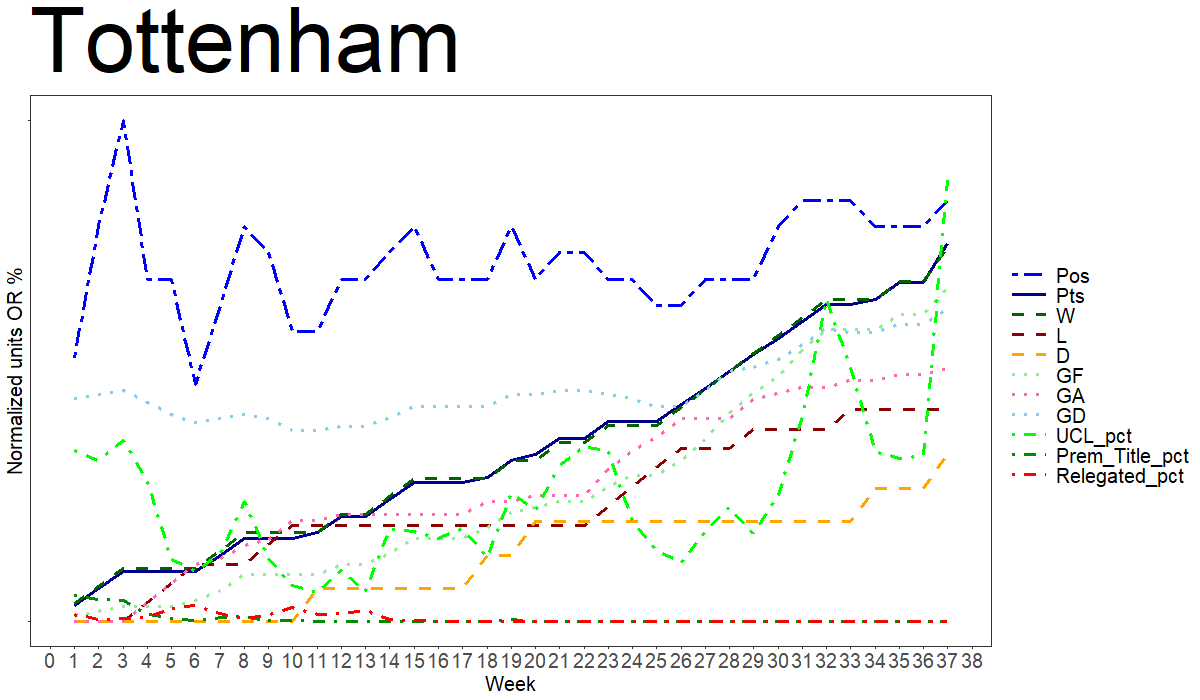 Tottenham
Normalized units OR %
0 1 2 3 4 5 6 7 8 9 10 11 12 13 14 15 16 17 18 19 20 21 22 23 24 25 26 27 28 29 30 31 32 33 34 35 36 37 38
Week
Pos
Pts
W
L
D
GF
GA
GD
UCL_pct
Prem_Title_pct
Relegated_pct